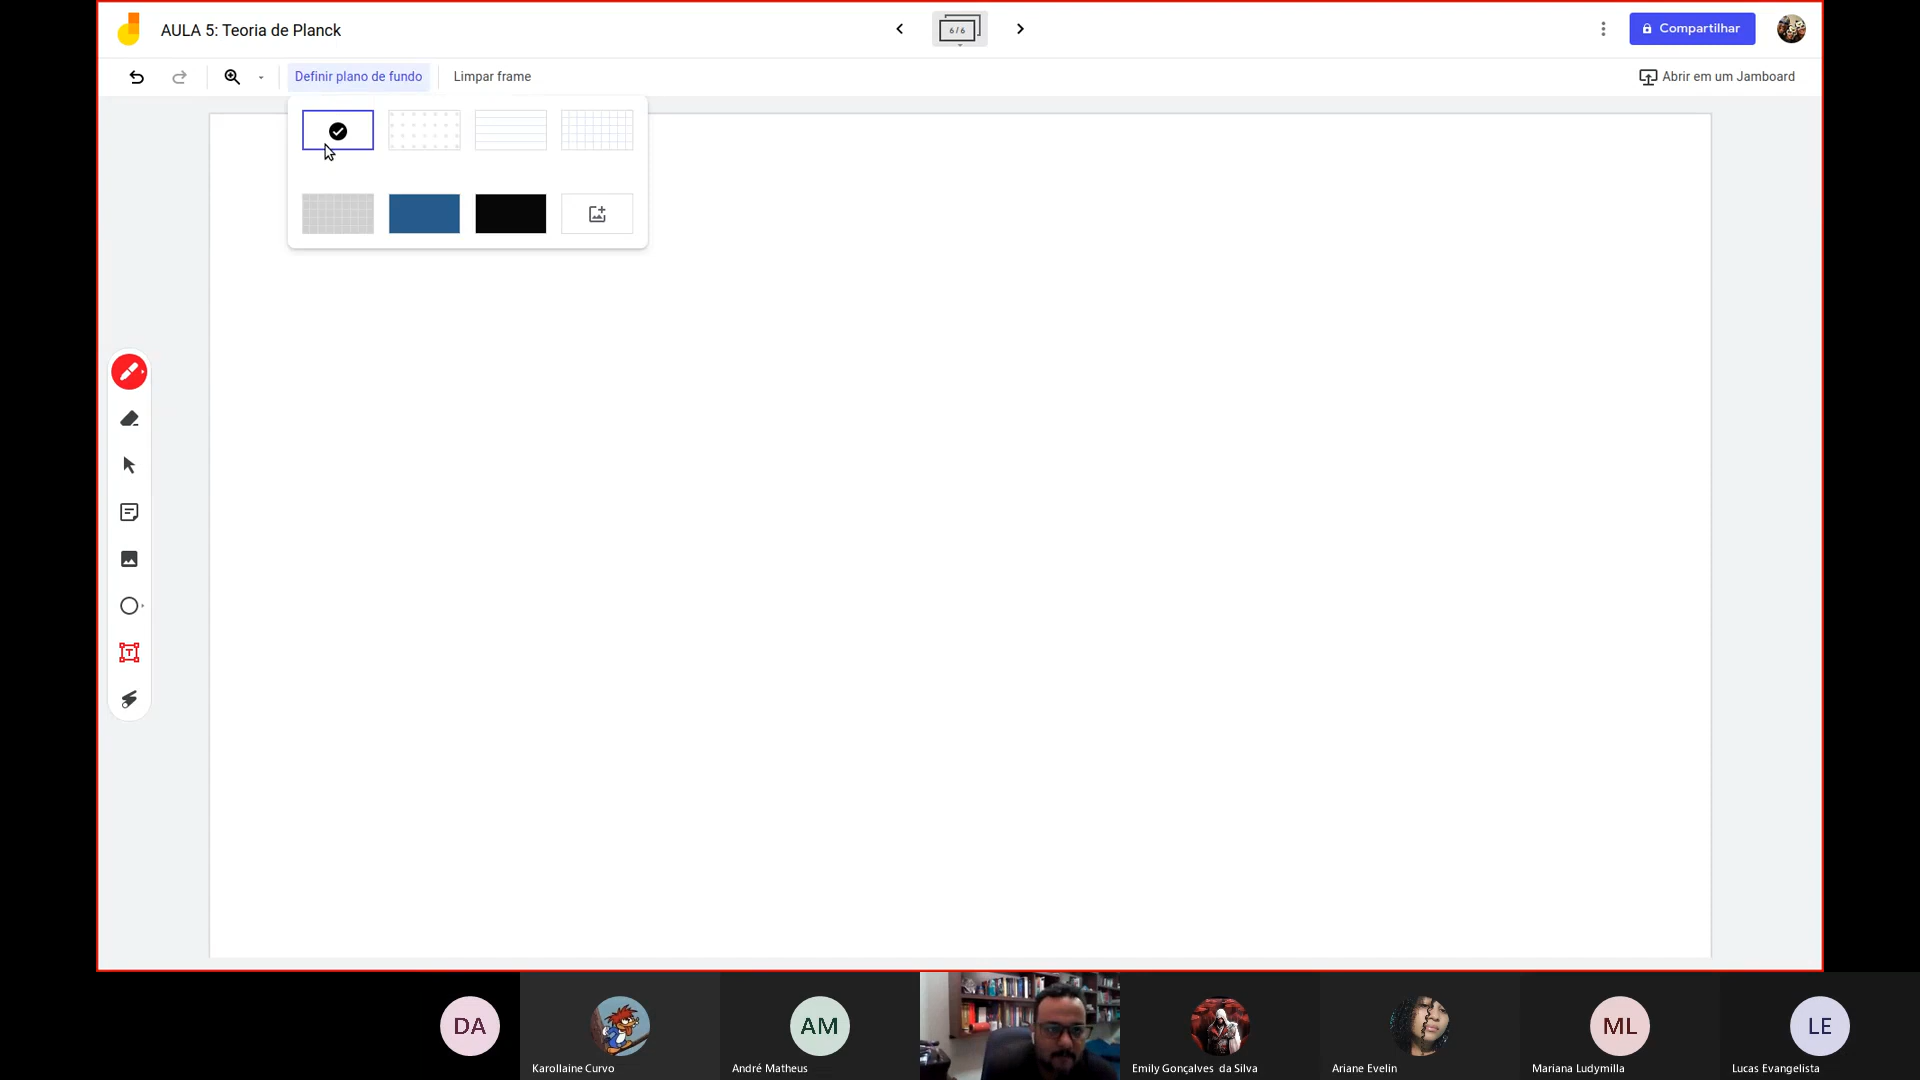 AULA 5: Teoria de Planck
6/6
Compartilhar
Definir plano de fundo
Limpar frame
Abrir em um Jamboard
T
DA
Karollaine Curvo
AM
André Matheus
Emily Gonçalves da Silva
Ariane Evelin
ML
Mariana Ludymilla
LE
Lucas Evangelista